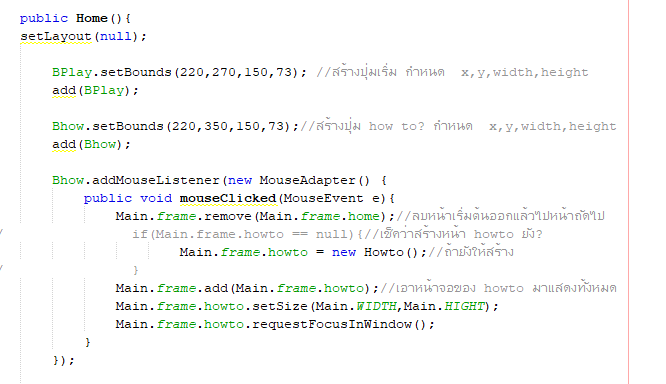 public Home(){
setLayout(null);
BPlay.setBounds(220,270,150,73); //สร้างปุ่มเริ่ม กำหนด x,y,width,height
add(BPlay);
Bhow.setBounds(220,350,150,73);//สร้างปุ่ม how to? กำหนด x,y,width,height
add(Bhow);
Bhow.addMouseListener(new MouseAdapter() {
public void mouseClicked(MouseEvent e){
Main.frame.remove(Main.frame.home);//ลบหน้าเริ่มต้นออกแล้วไปหน้าถัดไป
/ if(Main.frame.howto == null){//เช็คว่าสร้างหน้า howto ยัง?
Main.frame.howto = new Howto();//ถ้ายังให้สร้าง
/ }
Main.frame.add(Main.frame.howto);//เอาหน้าจอของ howto มาแสดงทั้งหมด
Main.frame.howto.setSize(Main.WIDTH,Main.HIGHT);
Main.frame.howto.requestFocusInWindow();
}
});